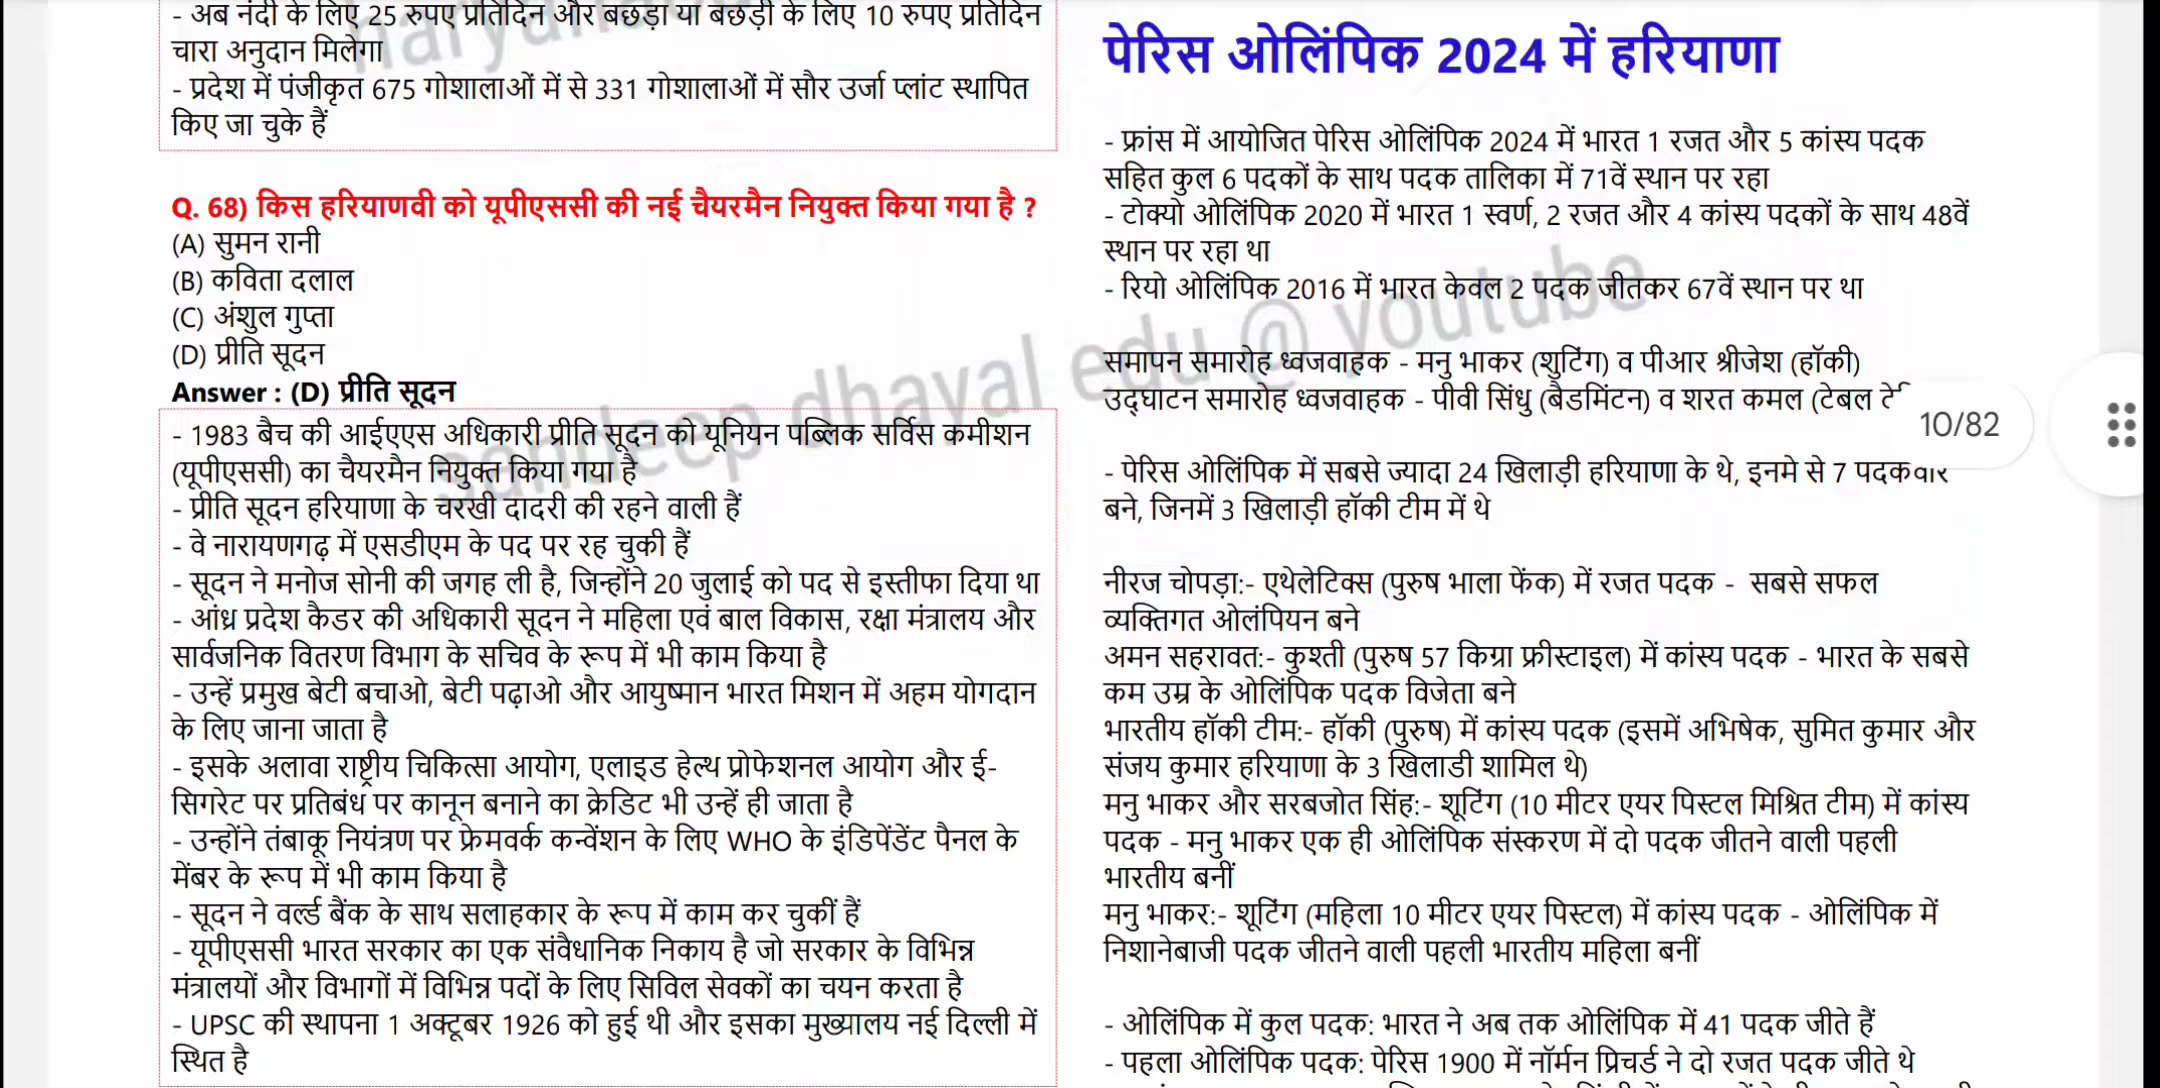 - अब नंदी के लिए 25 रुपए प्रतिदिन और बछड़ा या बछड़ी के लिए 10 रुपए प्रतिदिन
चारा अनुदान मिलेगा
- प्रदेश में पंजीकृत 675 गोशालाओं में से 331 गोशालाओं में सौर उर्जा प्लांट स्थापित
किए जा चुके हैं
Q. 68) किस हरियाणवी को यूपीएससी की नई चैयरमैन नियुक्त किया गया है ?
(A) सुमन रानी
(B) कविता दलाल
(C) अंशुल गुप्ता
(D) प्रीति सूदन
Answer : (D) प्रीति सूदन
- 1983 बैच की आईएएस अधिकारी प्रीति सूदन को यूनियन पब्लिक सर्विस क्रमीशन
(यूपीएससी) का चैयरमैन नियुक्त किया गया है
- प्रीति सूदन हरियाणा के चरखी दादरी की रहने वाली हैं
- वे नारायणगढ़ में एसडीएम के पद पर रह चुकी हैं
- सूदन ने मनोज सोनी की जगह ली है, जिन्होंने 20 जुलाई को पद से इस्तीफा दिया था
- आंध्र प्रदेश कैडर की अधिकारी सूदन ने महिला एवं बाल विकास, रक्षा मंत्रालय और
सार्वजनिक वितरण विभाग के सचिव के रूप में भी काम किया है
- उन्हें प्रमुख बेटी बचाओ, बेटी पढ़ाओ और आयुष्मान भारत मिशन में अहम योगदान
के लिए जाना जाता है
- इसके अलावा राष्ट्रीय चिकित्सा आयोग, एलाइड हेल्थ प्रोफेशनल आयोग और ई-
सिगरेट पर प्रतिबंध पर कानून बनाने का क्रेडिट भी उन्हें ही जाता है
- उन्होंने तंबाकू नियंत्रण पर फ्रेमवर्क कन्वेंशन के लिए WHO के इंडिपेंडेंट पैनल के
मेंबर के रूप में भी काम किया है
- सूदन ने वर्ल्ड बैंक के साथ सलाहकार के रूप में काम कर चुकीं हैं
- यूपीएससी भारत सरकार का एक संवैधानिक निकाय है जो सरकार के विभिन्न
मंत्रालयों और विभागों में विभिन्न पदों के लिए सिविल सेवकों का चयन करता है
- UPSC की स्थापना 1 अक्टूबर 1926 को हुई थी और इसका मुख्यालय नई दिल्ली में
स्थित है
पेरिस ओलिंपिक 2024 में हरियाणा
- फ्रांस में आयोजित पेरिस ओलिंपिक 2024 में भारत 1 रजत और 5 कांस्य पदक
सहित कुल 6 पदकों के साथ पदक तालिका में 71वें स्थान पर रहा
- टोक्यो ओलिंपिक 2020 में भारत 1 स्वर्ण, 2 रजत और 4 कांस्य पदकों के साथ 48वें
स्थान पर रहा था
- रियो ओलिंपिक 2016 में भारत केवल 2 पदक जीतकर 67वें स्थान पर था
समापन समारोह ध्वजवाहक - मनु भाकर (शुटिंग) व पीआर श्रीजेश (हॉकी)
उद्घाटन समारोह ध्वजवाहक - पीवी सिंधु (बैडमिंटन) व शरत कमल (टेबल
10/82
- पेरिस ओलिंपिक में सबसे ज्यादा 24 खिलाड़ी हरियाणा के थे, इनमे से 7
बने, जिनमें 3 खिलाड़ी हॉकी टीम में थे
नीरज चोपड़ा:- एथेलेटिक्स (पुरुष भाला फेंक) में रजत पदक - सबसे सफल
व्यक्तिगत ओलंपियन बने
अमन सहरावत:- कुश्ती (पुरुष 57 किग्रा फ्रीस्टाइल) में कांस्य पदक - भारत के सबसे
कम उम्र के ओलिंपिक पदक विजेता बने
भारतीय हॉकी टीम:- हॉकी (पुरुष) में कांस्य पदक (इसमें अभिषेक, सुमित कुमार और
संजय कुमार हरियाणा के 3 खिलाडी शामिल थे)
मनु भाकर और सरबजोत सिंह:- शूटिंग (10 मीटर एयर पिस्टल मिश्रित टीम) में कांस्य
पदक - मनु भाकर एक ही ओलिंपिक संस्करण में दो पदक जीतने वाली पहली
भारतीय बनीं
मनु भाकर:- शूटिंग (महिला 10 मीटर एयर पिस्टल) में कांस्य पदक - ओलिंपिक में
निशानेबाजी पदक जीतने वाली पहली भारतीय महिला बनीं
- ओलिंपिक में कुल पदक: भारत ने अब तक ओलिंपिक में 41 पदक जीते हैं
- पहला ओलिंपिक पदक: पेरिस 1900 में नॉर्मन प्रिचर्ड ने दो रजत पदक जीते थे
sandeep dhayal edu @ youtube